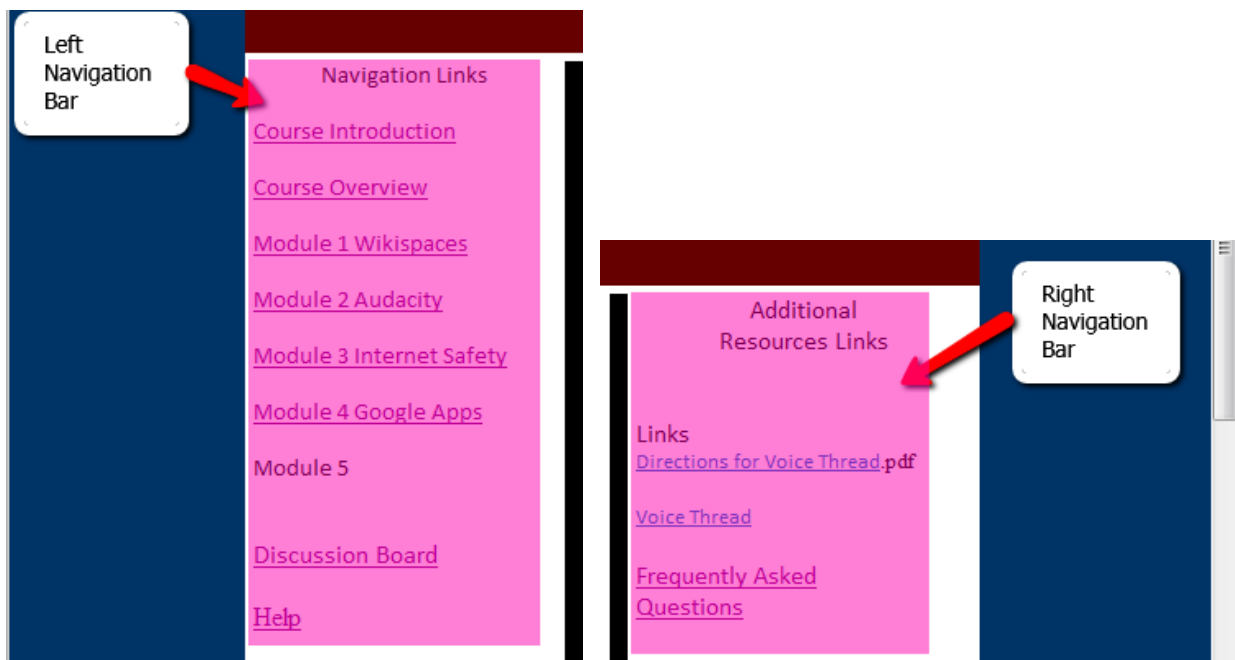 Left
Navigation
Bar
Navigation Links
Course Introduction
Course Overview
Module 1 Wikispaces
Module 2 Audacity
Module 3 Internet Safety
Module 4 Google Apps
Module 5
Discussion Board
Help
Additional
Resources Links
Links
Directions for Voice Thread.pdf
Voice Thread
Frequently Asked
Questions
Right
Navigation
Bar